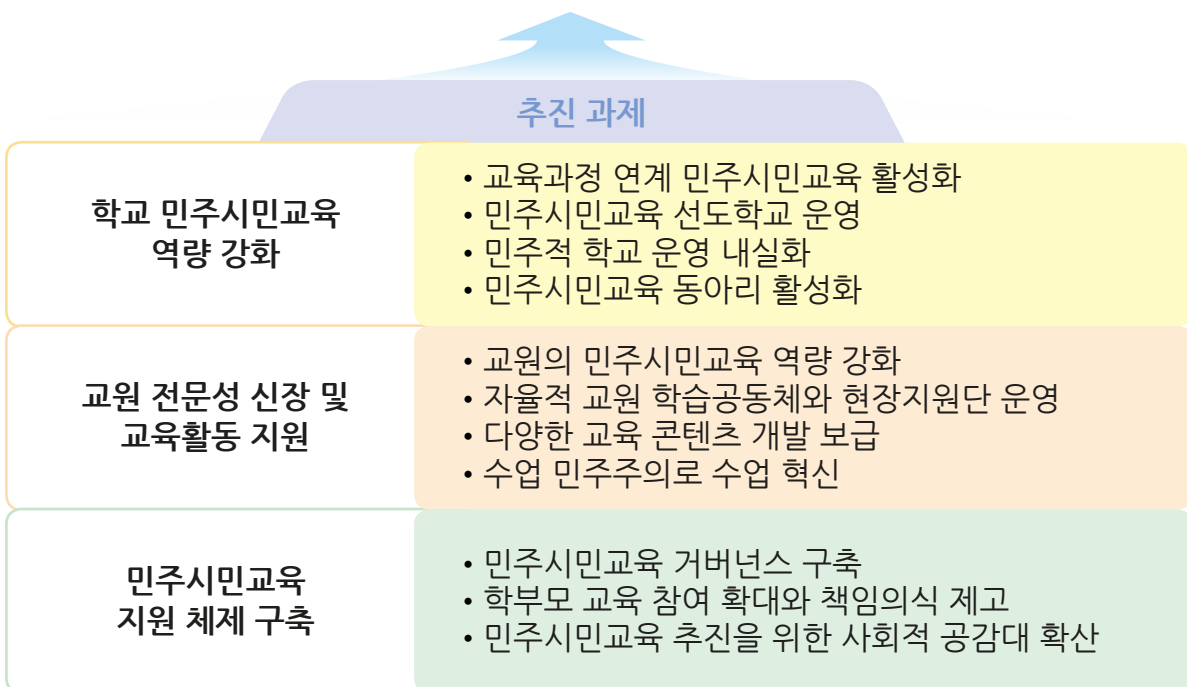 추진 과제
학교 민주시민교육
역량 강화
• 교육과정 연계 민주시민교육 활성화
• 민주시민교육 선도학교 운영
• 민주적 학교 운영 내실화
• 민주시민교육 동아리 활성화
교원 전문성 신장 및
교육활동 지원
• 교원의 민주시민교육 역량 강화
• 자율적 교원 학습공동체와 현장지원단 운영
• 다양한 교육 콘텐츠 개발 보급
• 수업 민주주의로 수업 혁신
민주시민교육
지원 체제 구축
• 민주시민교육 거버넌스 구축
• 학부모 교육 참여 확대와 책임의식 제고
• 민주시민교육 추진을 위한 사회적 공감대 확산